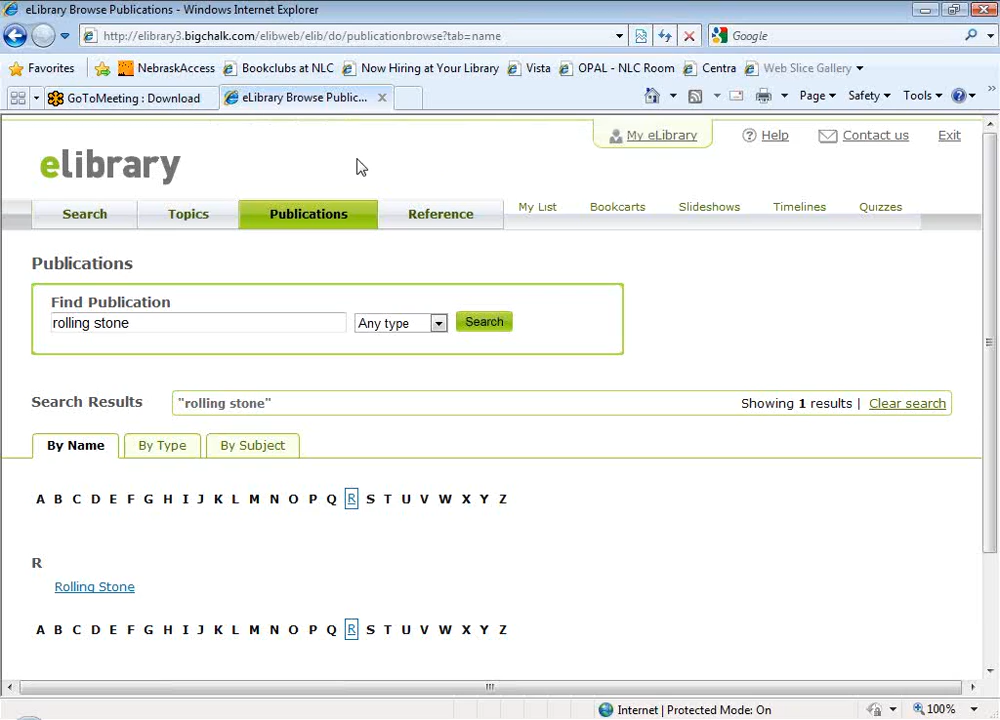 eLibrary Browse Publications - Windows Internet Explorer
http://elibrary3.bigchalk.com/elibweb/elib/do/publicationbrowse?tab=name
Google
Favorites NebraskAccess Bookclubs at NLC Now Hiring at Your Library Vista OPAL - NLC Room Centra Web Slice Gallery
GoToMeeting : Download eLibrary Browse Public... x Page Safety Tools »
My eLibrary Help Contact us Exit
elibrary
Search Topics Publications Reference My List Bookcarts Slideshows Timelines Quizzes
Publications
Find Publication
rolling stone Any type Search
Search Results "rolling stone" Showing 1 results | Clear search
By Name By Type By Subject
A B C D E F G H I J K L M N O P Q R S T U V W X Y Z
R
Rolling Stone
A B C D E F G H I J K L M N O P Q R S T U V W X Y Z
Internet | Protected Mode: On 100%